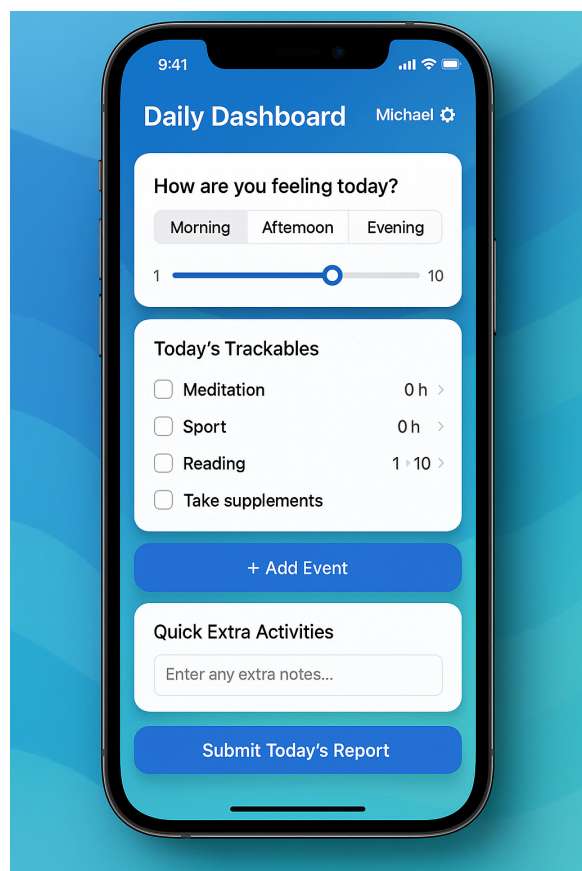 9:41
Daily Dashboard
Michael
How are you feeling today?
Morning
Aftemoon
Evening
1
10
Today's Trackables
Meditation 0 h
Sport 0 h
Reading 1 10
Take supplements
+ Add Event
Quick Extra Activities
Enter any extra notes...
Submit Today's Report